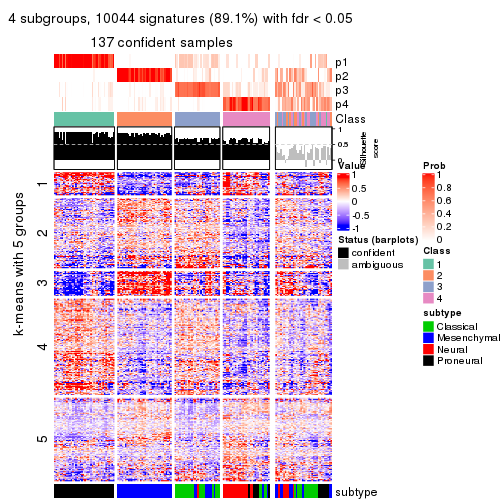 4 subgroups, 10044 signatures (89.1%) with fdr < 0.05
137 confident samples
p1
p2
p3
p4
Class
1
0.5
0
Silhouette
score
k-means with 5 groups
1
2
3
4
5
subtype
Value
1
0.5
0
-0.5
-1
Status (barplots)
confident
ambiguous
Prob
1
0.8
0.6
0.4
0.2
0
Class
1
2
3
4
subtype
Classical
Mesenchymal
Neural
Proneural